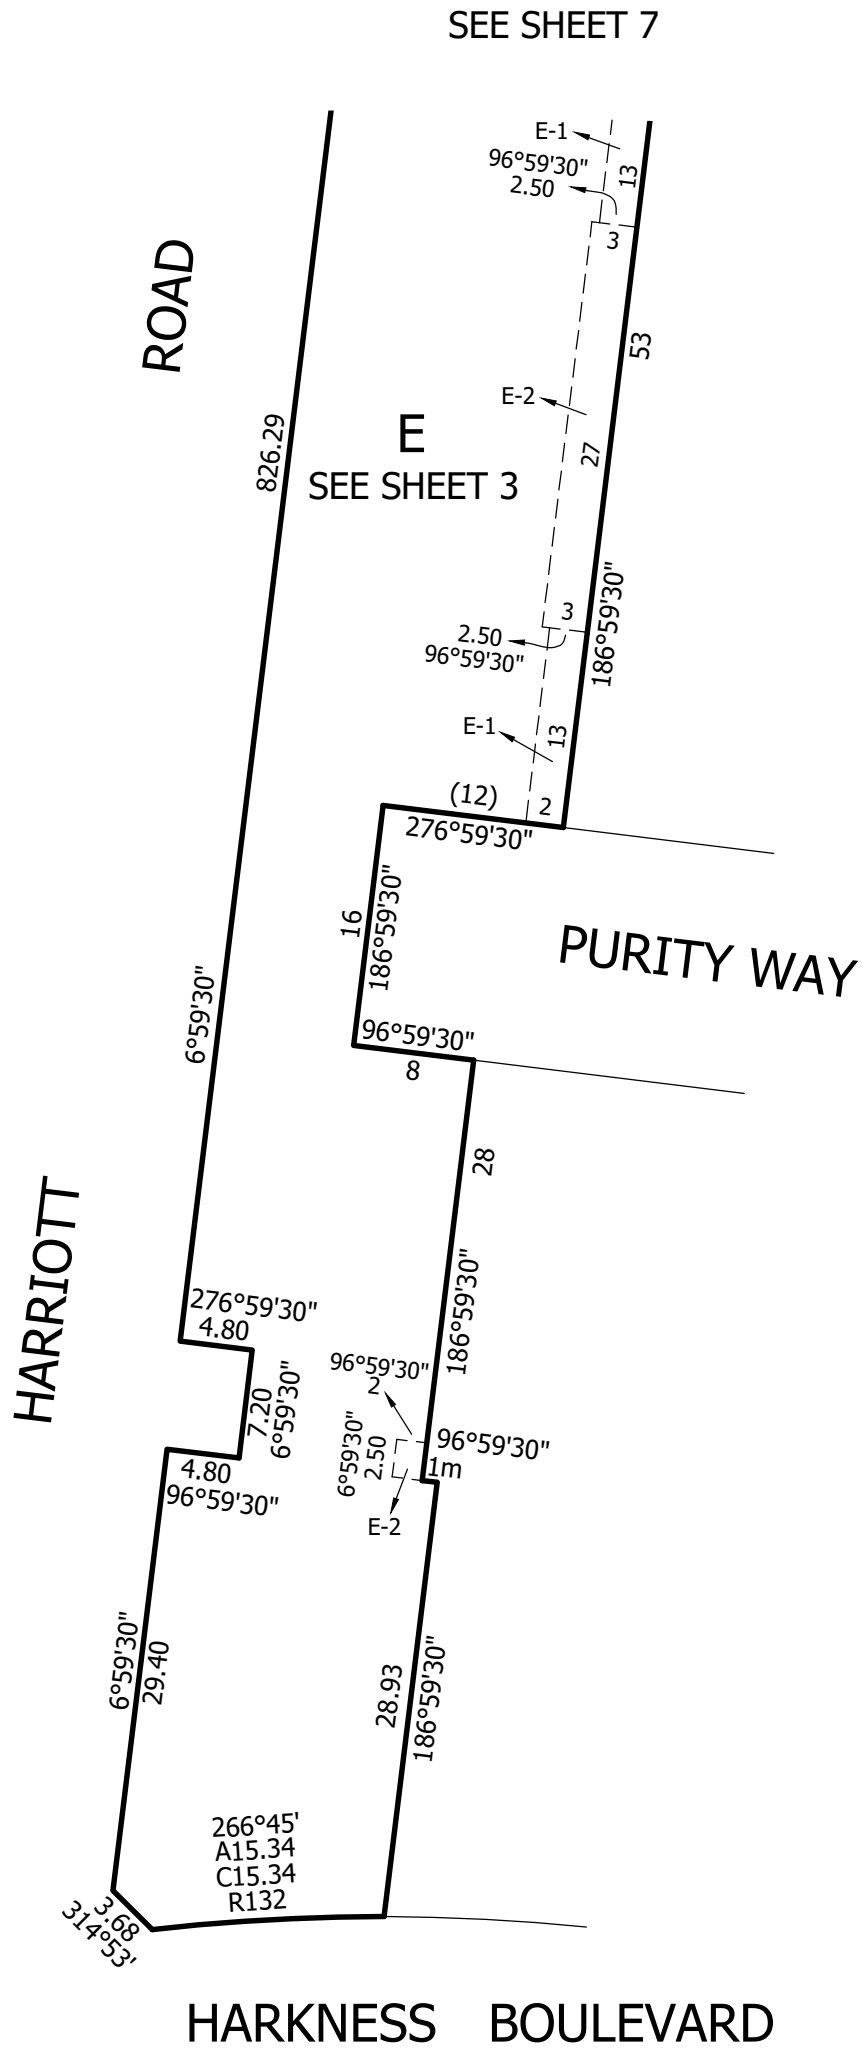 SEE SHEET 7
E-1
96°59'30"
2.50
13
3
ROAD
53
E-2
E
826.29
27
SEE SHEET 3
3
186°59'30"
2.50
96°59'30"
E-1
13
(12)
2
276°59'30"
16
186°59'30"
PURITY WAY
6°59'30"
96°59'30"
8
28
HARRIOTT
276°59'30"
4.80
186°59'30"
7.20
6°59'30"
96°59'30"
2
6°59'30"
2.50
96°59'30"
1m
4.80
96°59'30"
E-2
6°59'30"
29.40
28.93
186°59'30"
266°45'
A15.34
C15.34
R132
3.68
314°53'
HARKNESS BOULEVARD